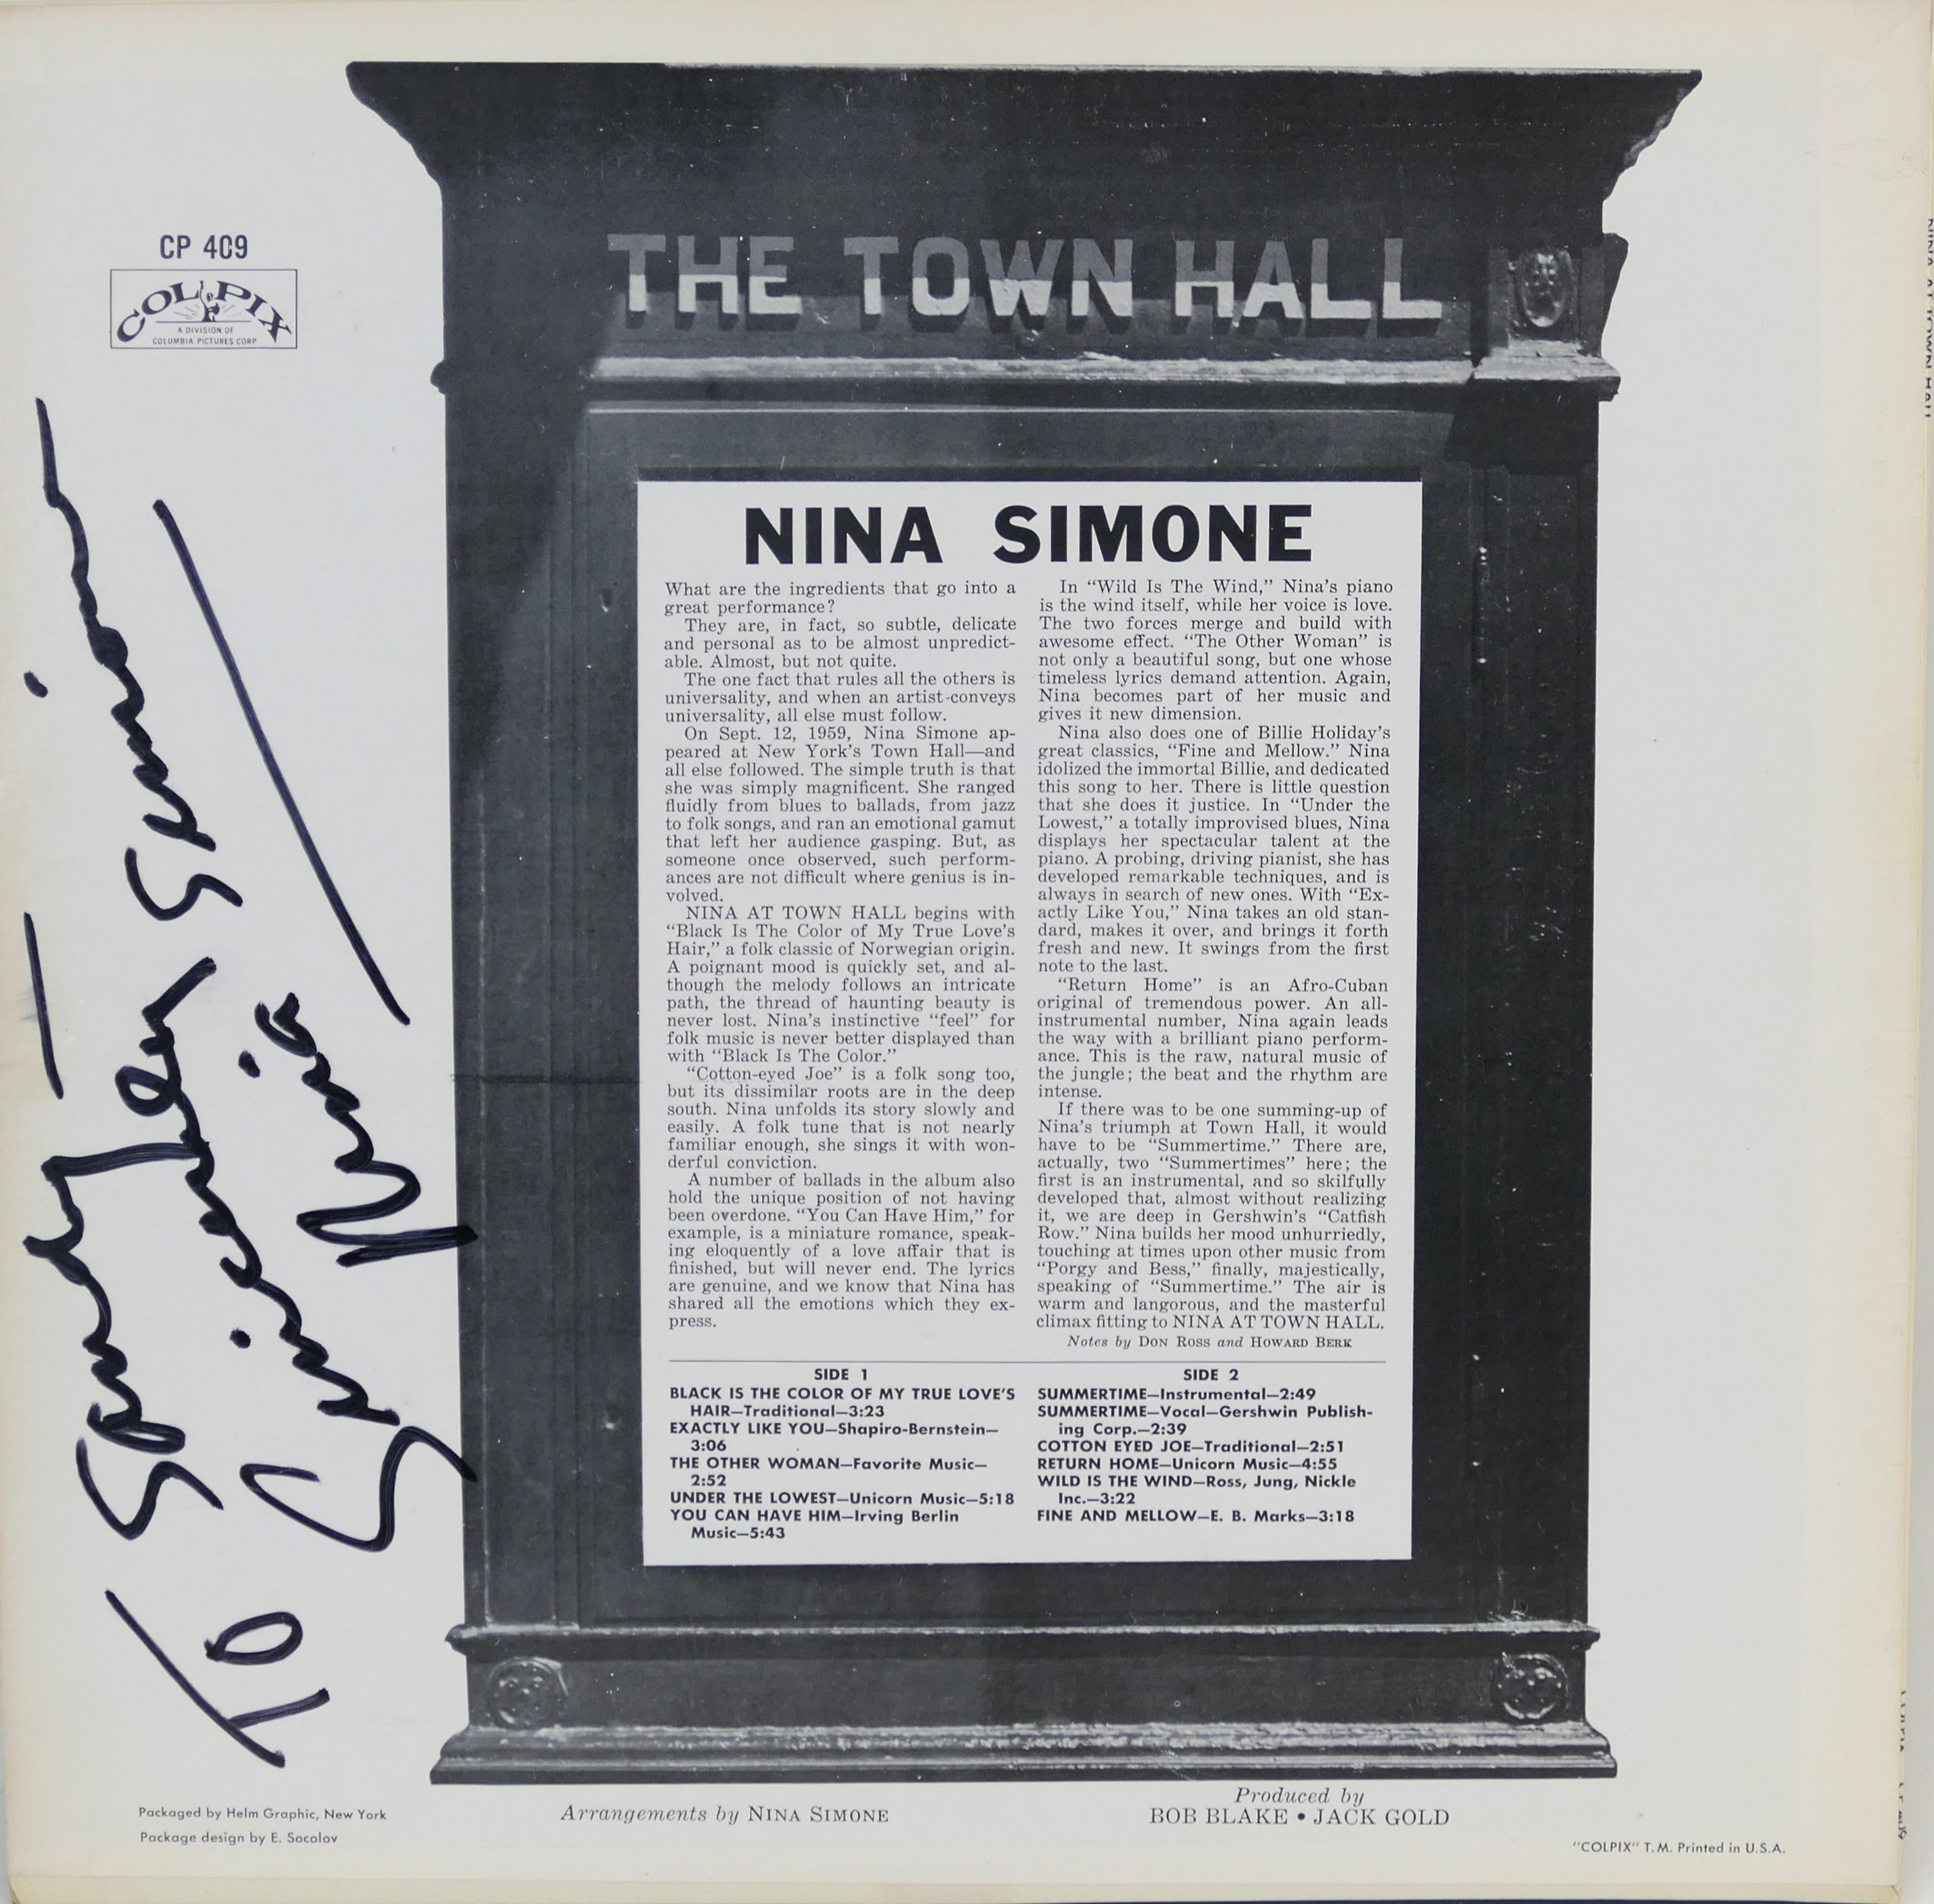 CP 409
COLPIX
A DIVISION OF
COLUMBIA PICTURES CORP
THE TOWN HALL
NINA SIMONE
What are the ingredients that go into a
great performance?
They are, in fact, so subtle, delicate
and personal as to be almost unpredict-
able. Almost, but not quite.
The one fact that rules all the others is
universality, and when an artist conveys
universality, all else must follow.
On Sept. 12, 1959, Nina Simone ap-
peared at New York's Town Hall—and
all else followed. The simple truth is that
she was simply magnificent. She ranged
fluidly from blues to ballads, from jazz
to folk songs, and ran an emotional gamut
that left her audience gasping. But, as
someone once observed, such perform-
ances are not difficult where genius is in-
volved.
NINA AT TOWN HALL begins with
“Black Is The Color of My True Love's
Hair,” a folk classic of Norwegian origin.
A poignant mood is quickly set, and al-
though the melody follows an intricate
path, the thread of haunting beauty is
never lost. Nina's instinctive “feel” for
folk music is never better displayed than
with “Black Is The Color.”
“Cotton-eyed Joe” is a folk song too,
but its dissimilar roots are in the deep
south. Nina unfolds its story slowly and
easily. A folk tune that is not nearly
familiar enough, she sings it with won-
derful conviction.
A number of ballads in the album also
hold the unique position of not having
been overdone. “You Can Have Him,” for
example, is a miniature romance, speak-
ing eloquently of a love affair that is
finished, but will never end. The lyrics
are genuine, and we know that Nina has
shared all the emotions which they ex-
press.
In “Wild Is The Wind,” Nina's piano
is the wind itself, while her voice is love.
The two forces merge and build with
awesome effect. “The Other Woman” is
not only a beautiful song, but one whose
timeless lyrics demand attention. Again,
Nina becomes part of her music and
gives it new dimension.
Nina also does one of Billie Holiday's
great classics, “Fine and Mellow.” Nina
idolized the immortal Billie, and dedicated
this song to her. There is little question
that she does it justice. In “Under the
Lowest,” a totally improvised blues, Nina
displays her spectacular talent at the
piano. A probing, driving pianist, she has
developed remarkable techniques, and is
always in search of new ones. With “Ex-
actly Like You,” Nina takes an old stan-
dard, makes it over, and brings it forth
fresh and new. It swings from the first
note to the last.
“Return Home” is an Afro-Cuban
original of tremendous power. An all-
instrumental number, Nina again leads
the way with a brilliant piano perform-
ance. This is the raw, natural music of
the jungle; the beat and the rhythm are
intense.
If there was to be one summing-up of
Nina's triumph at Town Hall, it would
have to be “Summertime.” There are,
actually, two “Summertimes” here; the
first is an instrumental, and so skilfully
developed that, almost without realizing
it, we are deep in Gershwin's “Catfish
Row.” Nina builds her mood unhurriedly,
touching at times upon other music from
“Porgy and Bess,” finally, majestically,
speaking of “Summertime.” The air is
warm and langorous, and the masterful
climax fitting to NINA AT TOWN HALL.
Notes by DON ROSS and HOWARD BERK
SIDE 1
BLACK IS THE COLOR OF MY TRUE LOVE'S
HAIR—Traditional—3:23
EXACTLY LIKE YOU—Shapiro-Bernstein—
3:06
THE OTHER WOMAN—Favorite Music—
2:52
UNDER THE LOWEST—Unicorn Music—5:18
YOU CAN HAVE HIM—Irving Berlin
Music—5:43
SIDE 2
SUMMERTIME—Instrumental—2:49
SUMMERTIME—Vocal—Gershwin Publish-
ing Corp.—2:39
COTTON EYED JOE—Traditional—2:51
RETURN HOME—Unicorn Music—4:55
WILD IS THE WIND—Ross, Jung, Nickle
Inc.—3:22
FINE AND MELLOW—E. B. Marks—3:18
To
Sincerely
Nina Simone
Packaged by Helm Graphic, New York
Package design by E. Socolov
Arrangements by NINA SIMONE
Produced by
BOB BLAKE • JACK GOLD
“COLPIX” T.M. Printed in U.S.A.
NINA AT TOWN HALL